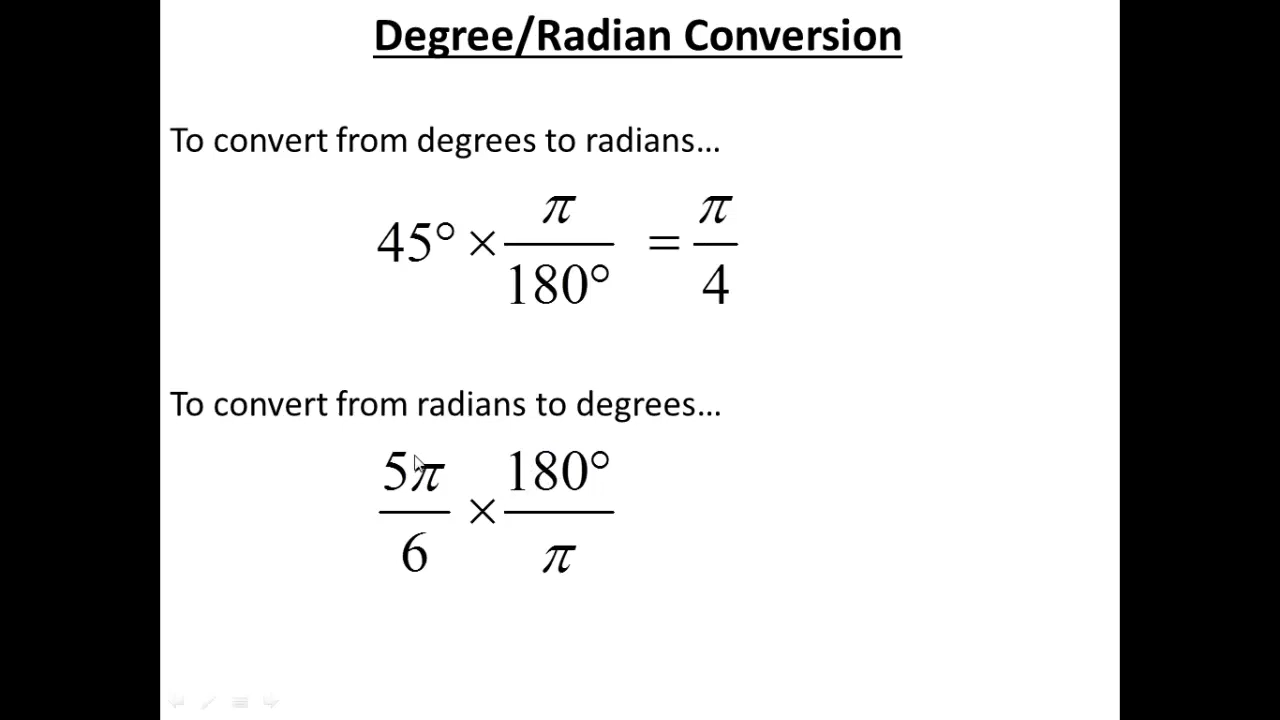 Degree/Radian Conversion
To convert from degrees to radians...
45° × π/180° = π/4
To convert from radians to degrees...
5π/6 × 180°/π